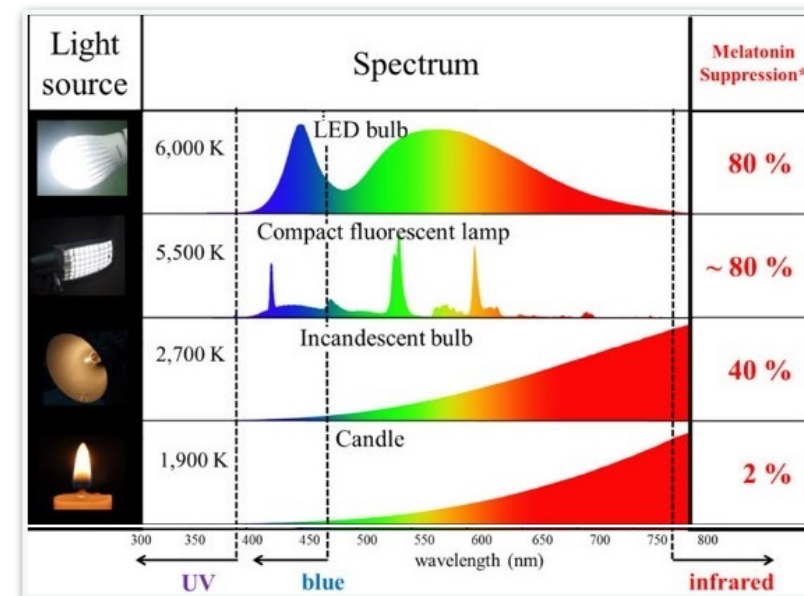 Light
source
Spectrum
Melatonin
Suppression*
LED bulb
6,000 K
80 %
Compact fluorescent lamp
5,500 K
~ 80 %
Incandescent bulb
2,700 K
40 %
Candle
1,900 K
2 %
300 350 400 450 500 550 600 650 700 750 800
wavelength (nm)
UV blue infrared